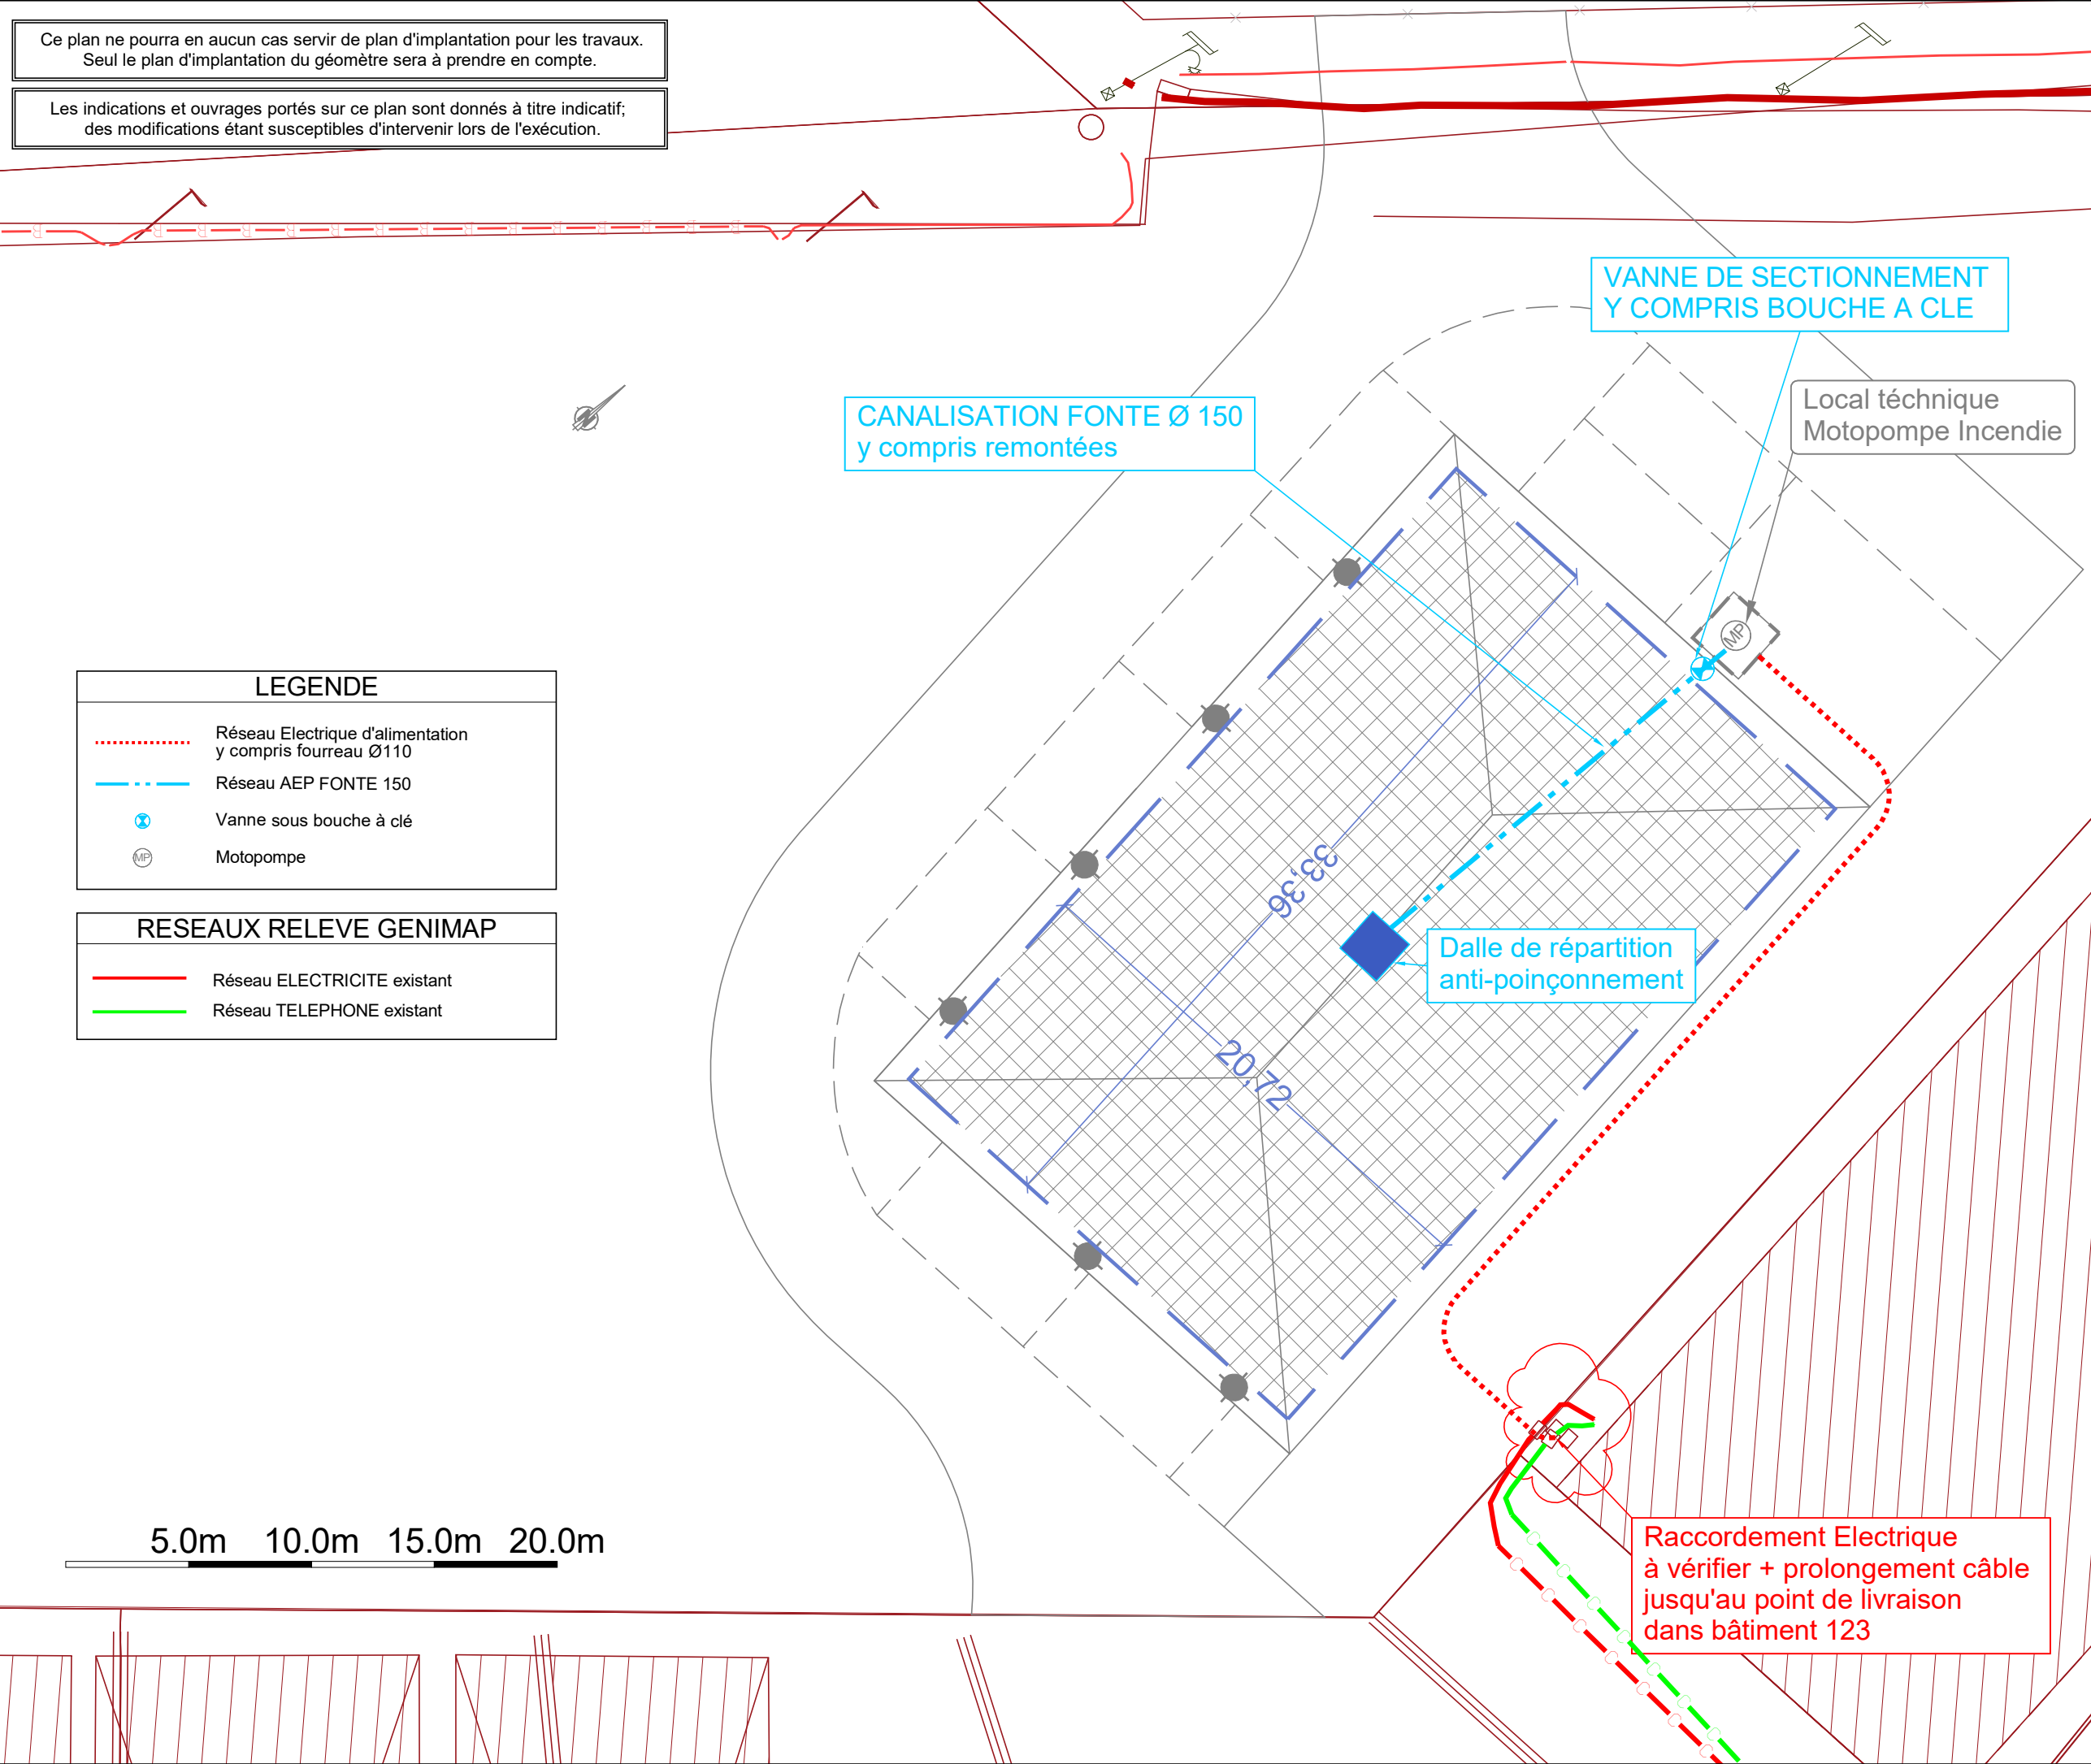 Ce plan ne pourra en aucun cas servir de plan d'implantation pour les travaux.
Seul le plan d'implantation du géomètre sera à prendre en compte.
Les indications et ouvrages portés sur ce plan sont donnés à titre indicatif;
des modifications étant susceptibles d'intervenir lors de l'exécution.
VANNE DE SECTIONNEMENT
Y COMPRIS BOUCHE A CLE
CANALISATION FONTE Ø 150
y compris remontées
Local téchnique
Motopompe Incendie
MP
LEGENDE
Réseau Electrique d'alimentation
y compris fourreau Ø110
Réseau AEP FONTE 150
Vanne sous bouche à clé
MP
Motopompe
RESEAUX RELEVE GENIMAP
Réseau ELECTRICITE existant
Réseau TELEPHONE existant
33,36
20,72
Dalle de répartition
anti-poinçonnement
5.0m 10.0m 15.0m 20.0m
Raccordement Electrique
à vérifier + prolongement câble
jusqu'au point de livraison
dans bâtiment 123